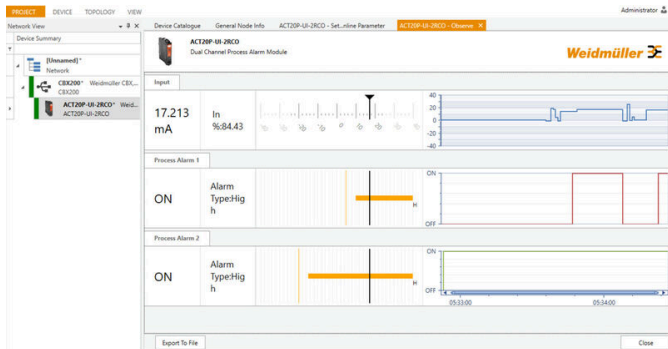 PROJECT DEVICE TOPOLOGY VIEW
Administrator
Network View
Device Catalogue General Node Info ACT20P-UI-2RCO - Set...nline Parameter ACT20P-UI-2RCO - Observe
Device Summary
[Unnamed]*
Network
CBX200* Weidmüller CBX...
CBX200
ACT20P-UI-2RCO* Weid...
ACT20P-UI-2RCO
ACT20P-UI-2RCO
Dual Channel Process Alarm Module
Weidmüller
Input
17.213
mA
In
%:84.43
40
20
0
-20
-40
Process Alarm 1
ON
Alarm
Type:Hig
h
H
ON
OFF
Process Alarm 2
ON
Alarm
Type:Hig
h
H
ON
OFF
05:33:00 05:34:00
Export To File
Close